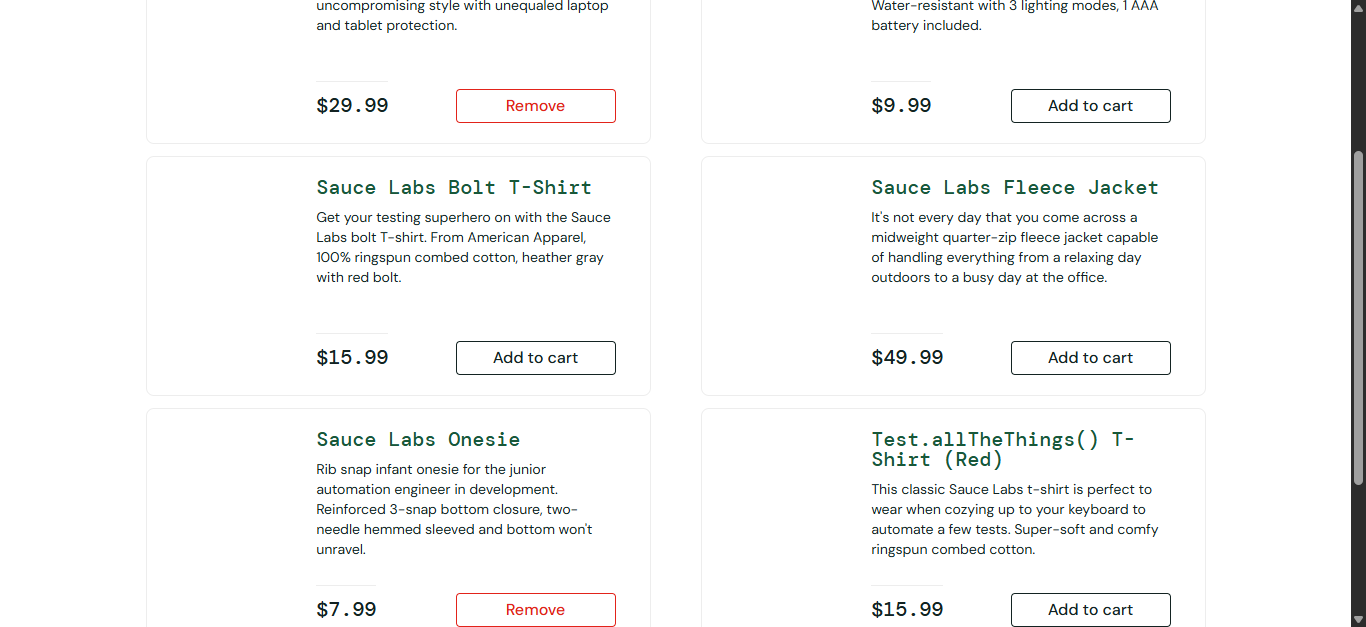 uncompromising style with unequaled laptop
and tablet protection.
$29.99
Remove
Water-resistant with 3 lighting modes, 1 AAA
battery included.
$9.99
Add to cart
Sauce Labs Bolt T-Shirt
Get your testing superhero on with the Sauce
Labs bolt T-shirt. From American Apparel,
100% ringspun combed cotton, heather gray
with red bolt.
$15.99
Add to cart
Sauce Labs Fleece Jacket
It's not every day that you come across a
midweight quarter-zip fleece jacket capable
of handling everything from a relaxing day
outdoors to a busy day at the office.
$49.99
Add to cart
Sauce Labs Onesie
Rib snap infant onesie for the junior
automation engineer in development.
Reinforced 3-snap bottom closure, two-
needle hemmed sleeved and bottom won't
unravel.
$7.99
Remove
Test.allTheThings() T-
Shirt (Red)
This classic Sauce Labs t-shirt is perfect to
wear when cozying up to your keyboard to
automate a few tests. Super-soft and comfy
ringspun combed cotton.
$15.99
Add to cart